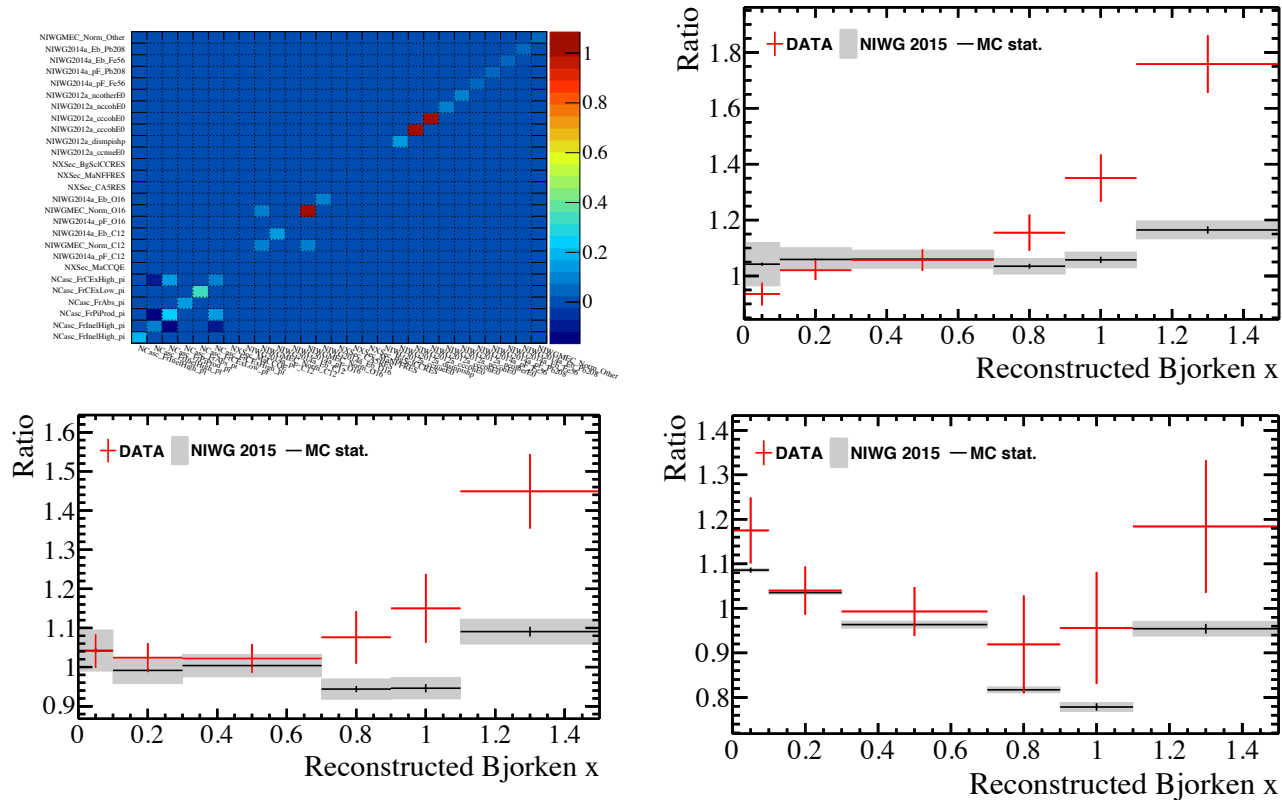 NIWGMEC_Norm_Other
NIWG2014a_Eb_Pb208
NIWG2014a_Eb_Fe56
NIWG2014a_pF_Pb208
NIWG2014a_pF_Fe56
NIWG2012a_ncotherE0
NIWG2012a_nccohE0
NIWG2012a_cccohE0
NIWG2012a_cccohE0
NIWG2012a_dismpishp
NIWG2012a_ccnueE0
NXSec_BgSclCCRES
NXSec_MaNFFRES
NXSec_CA5RES
NIWG2014a_Eb_O16
NIWGMEC_Norm_O16
NIWG2014a_pF_O16
NIWG2014a_Eb_C12
NIWGMEC_Norm_C12
NIWG2014a_pF_C12
NXSec_MaCCQE
NCasc_FrCExHigh_pi
NCasc_FrCExLow_pi
NCasc_FrAbs_pi
NCasc_FrPiProd_pi
NCasc_FrInelHigh_pi
NCasc_FrInelHigh_pi
1
0.8
0.6
0.4
0.2
0
Ratio
DATA NIWG 2015 MC stat.
1.8
1.6
1.4
1.2
1
0 0.2 0.4 0.6 0.8 1 1.2 1.4
Reconstructed Bjorken x
Ratio
DATA NIWG 2015 MC stat.
1.6
1.5
1.4
1.3
1.2
1.1
1
0.9
0 0.2 0.4 0.6 0.8 1 1.2 1.4
Reconstructed Bjorken x
Ratio
DATA NIWG 2015 MC stat.
1.4
1.3
1.2
1.1
1
0.9
0.8
0 0.2 0.4 0.6 0.8 1 1.2 1.4
Reconstructed Bjorken x